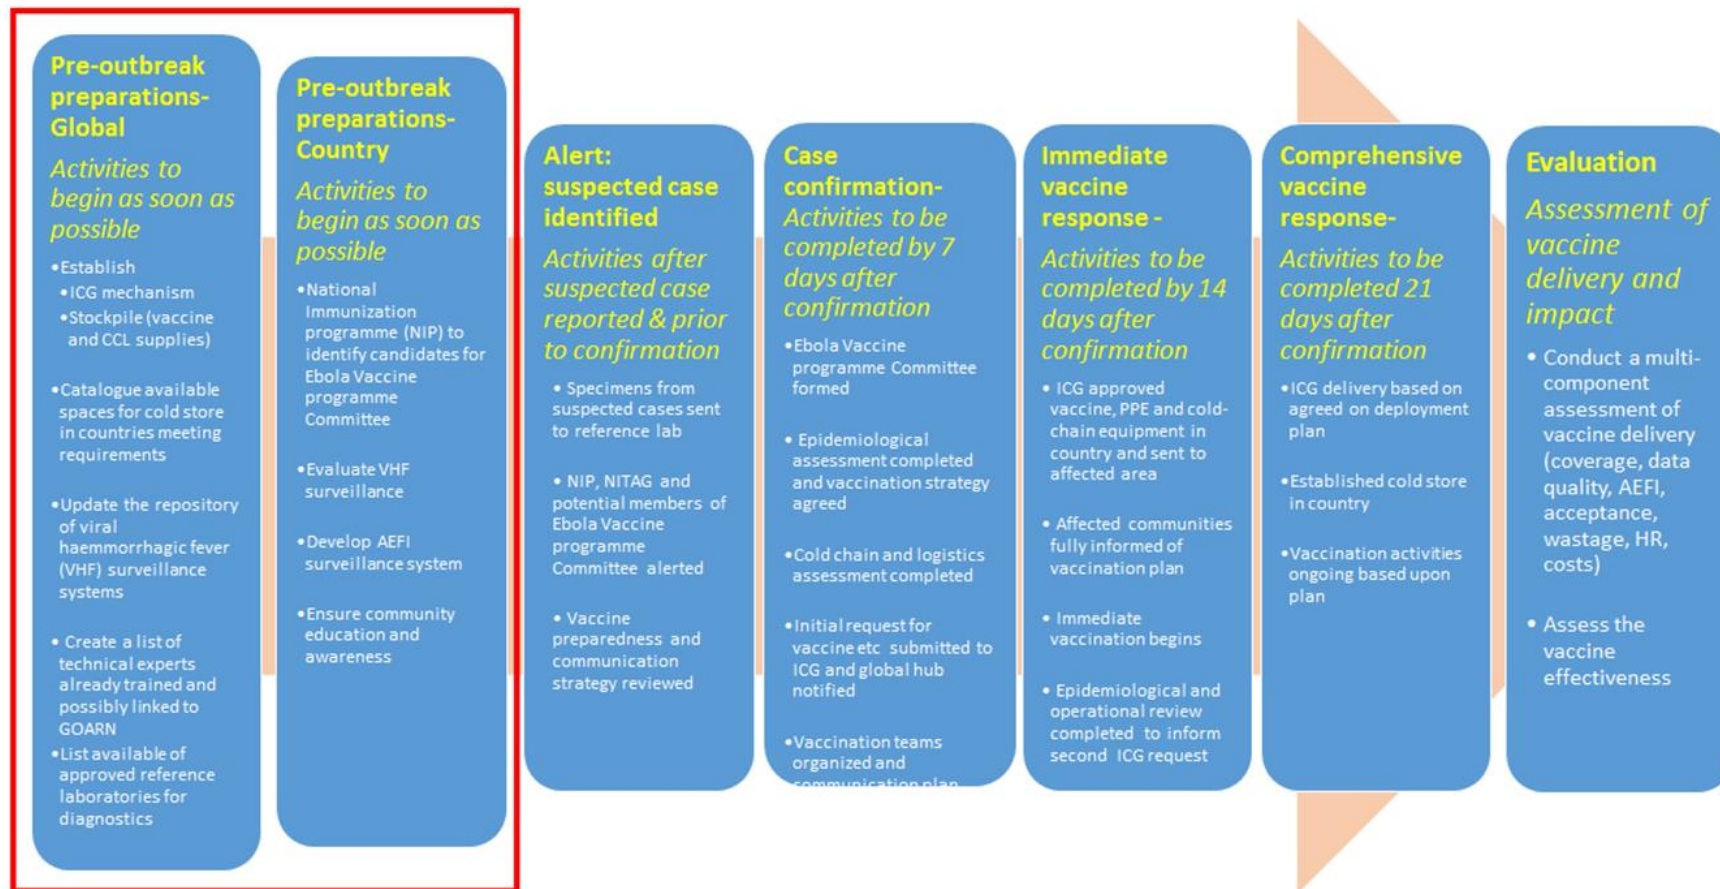 Pre-outbreak
preparations-
Global
Activities to
begin as soon as
possible
•Establish
•ICG mechanism
•Stockpile (vaccine
and CCL supplies)
•Catalogue available
spaces for cold store
in countries meeting
requirements
•Update the repository
of viral
haemmorrhagic fever
(VHF) surveillance
systems
• Create a list of
technical experts
already trained and
possibly linked to
GOARN
•List available of
approved reference
laboratories for
diagnostics
Pre-outbreak
preparations-
Country
Activities to
begin as soon as
possible
•National
Immunization
programme (NIP) to
identify candidates for
Ebola Vaccine
programme
Committee
•Evaluate VHF
surveillance
•Develop AEFI
surveillance system
•Ensure community
education and
awareness
Alert:
suspected case
identified
Activities after
suspected case
reported & prior
to confirmation
• Specimens from
suspected cases sent
to reference lab
• NIP, NITAG and
potential members of
Ebola Vaccine
programme
Committee alerted
• Vaccine
preparedness and
communication
strategy reviewed
Case
confirmation-
Activities to be
completed by 7
days after
confirmation
•Ebola Vaccine
programme Committee
formed
• Epidemiological
assessment completed
and vaccination strategy
agreed
•Cold chain and logistics
assessment completed
•Initial request for
vaccine etc submitted to
ICG and global hub
notified
•Vaccination teams
organized and
communication plan
Immediate
vaccine
response -
Activities to be
completed by 14
days after
confirmation
• ICG approved
vaccine, PPE and cold-
chain equipment in
country and sent to
affected area
• Affected communities
fully informed of
vaccination plan
• Immediate
vaccination begins
• Epidemiological and
operational review
completed to inform
second ICG request
Comprehensive
vaccine
response-
Activities to be
completed 21
days after
confirmation
•ICG delivery based on
agreed on deployment
plan
•Established cold store
in country
•Vaccination activities
ongoing based upon
plan
Evaluation
Assessment of
vaccine
delivery and
impact
• Conduct a multi-
component
assessment of
vaccine delivery
(coverage, data
quality, AEFI,
acceptance,
wastage, HR,
costs)
• Assess the
vaccine
effectiveness